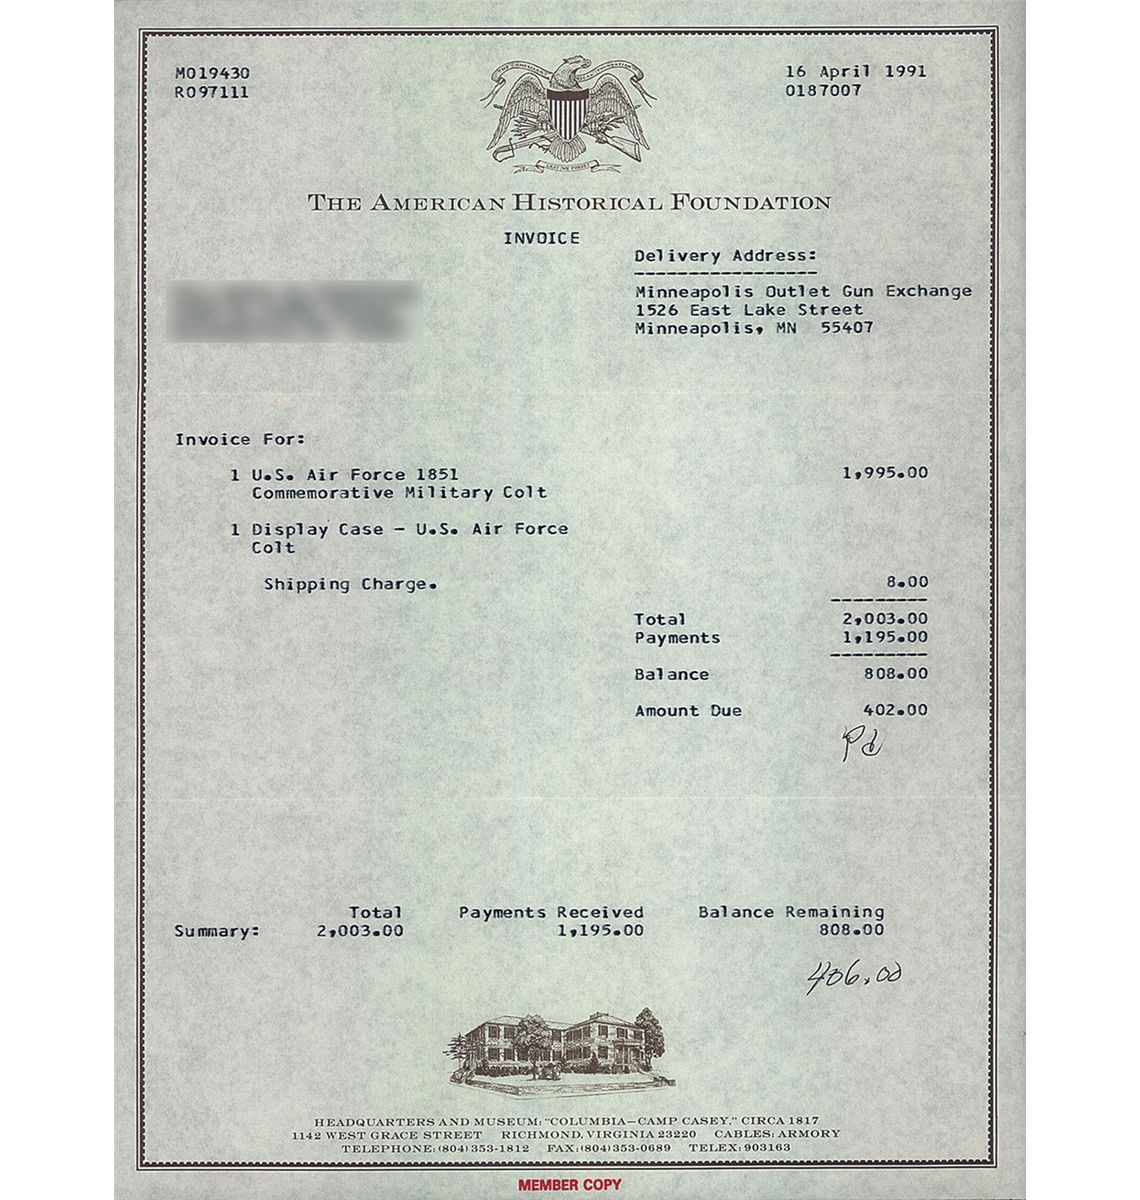 M019430
R097111
16 April 1991
0187007
THE AMERICAN HISTORICAL FOUNDATION
INVOICE
Delivery Address:
Minneapolis Outlet Gun Exchange
1526 East Lake Street
Minneapolis, MN 55407
Invoice For:
1 U.S. Air Force 1851 1,995.00
Commemorative Military Colt
1 Display Case - U.S. Air Force
Colt
Shipping Charge. 8.00
Total 2,003.00
Payments 1,195.00
Balance 808.00
Amount Due 402.00
Pd
Total Payments Received Balance Remaining
Summary: 2,003.00 1,195.00 808.00
406.00
HEADQUARTERS AND MUSEUM: "COLUMBIA—CAMP CASEY," CIRCA 1817
1142 WEST GRACE STREET RICHMOND, VIRGINIA 23220 CABLES: ARMORY
TELEPHONE: (804) 353-1812 FAX: (804) 353-0689 TELEX: 903163
MEMBER COPY